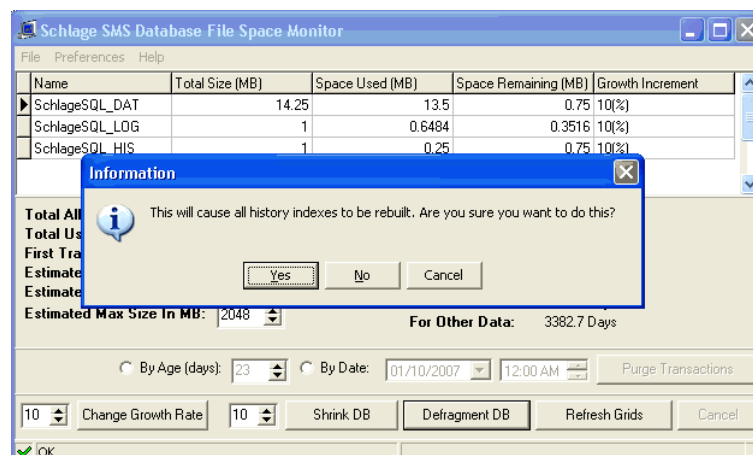 Schlage SMS Database File Space Monitor
File Preferences Help
Name Total Size (MB) Space Used (MB) Space Remaining (MB) Growth Increment
SchlageSQL_DAT 14.25 13.5 0.75 10(%)
SchlageSQL_LOG 1 0.6484 0.3516 10(%)
SchlageSQL_HIS 1 0.25 0.75 10(%)
Information
This will cause all history indexes to be rebuilt. Are you sure you want to do this?
Yes No Cancel
Total All
Total Us
First Tra
Estimate
Estimate
Estimated Max Size In MB: 2048
For Other Data: 3382.7 Days
By Age (days): 23 By Date: 01/10/2007 12:00 AM Purge Transactions
10 Change Growth Rate 10 Shrink DB Defragment DB Refresh Grids Cancel
OK